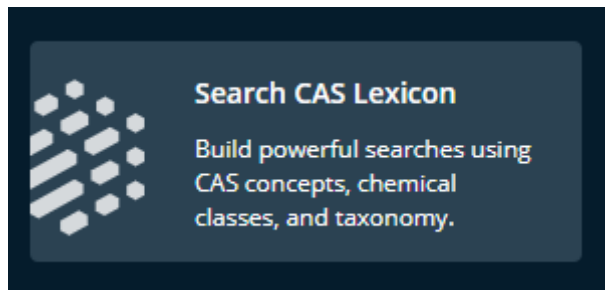 Search CAS Lexicon
Build powerful searches using
CAS concepts, chemical
classes, and taxonomy.